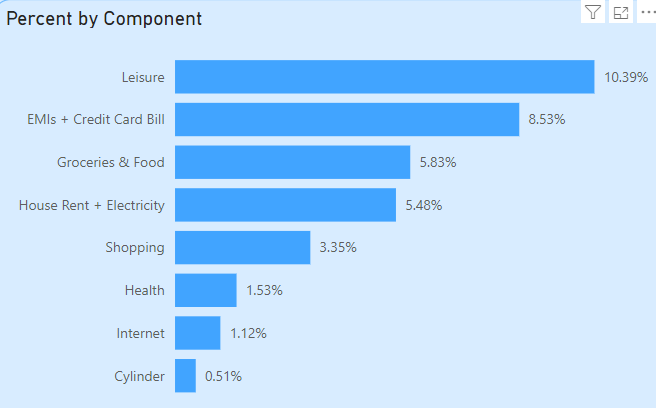 Percent by Component
Leisure 10.39%
EMIs + Credit Card Bill 8.53%
Groceries & Food 5.83%
House Rent + Electricity 5.48%
Shopping 3.35%
Health 1.53%
Internet 1.12%
Cylinder 0.51%